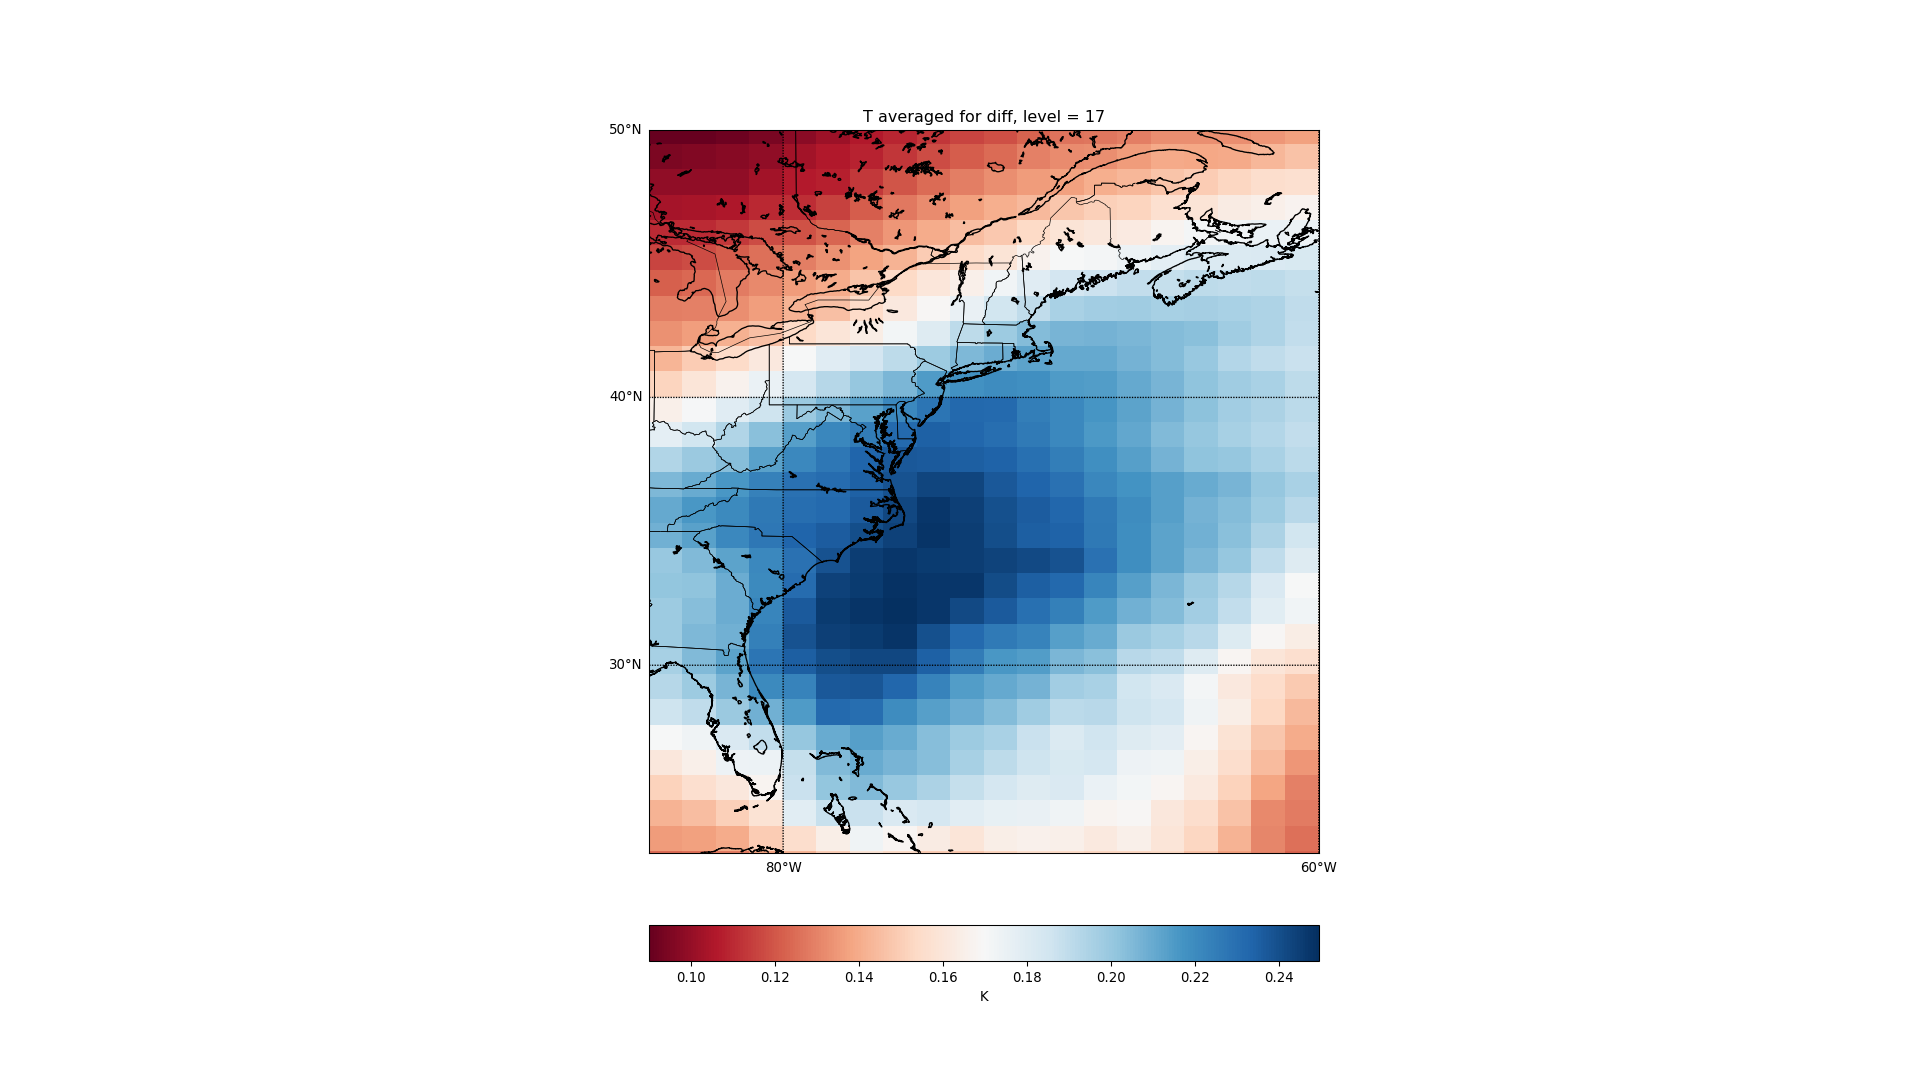 T averaged for diff, level = 17
50°N
40°N
30°N
80°W 60°W
0.10 0.12 0.14 0.16 0.18 0.20 0.22 0.24
K